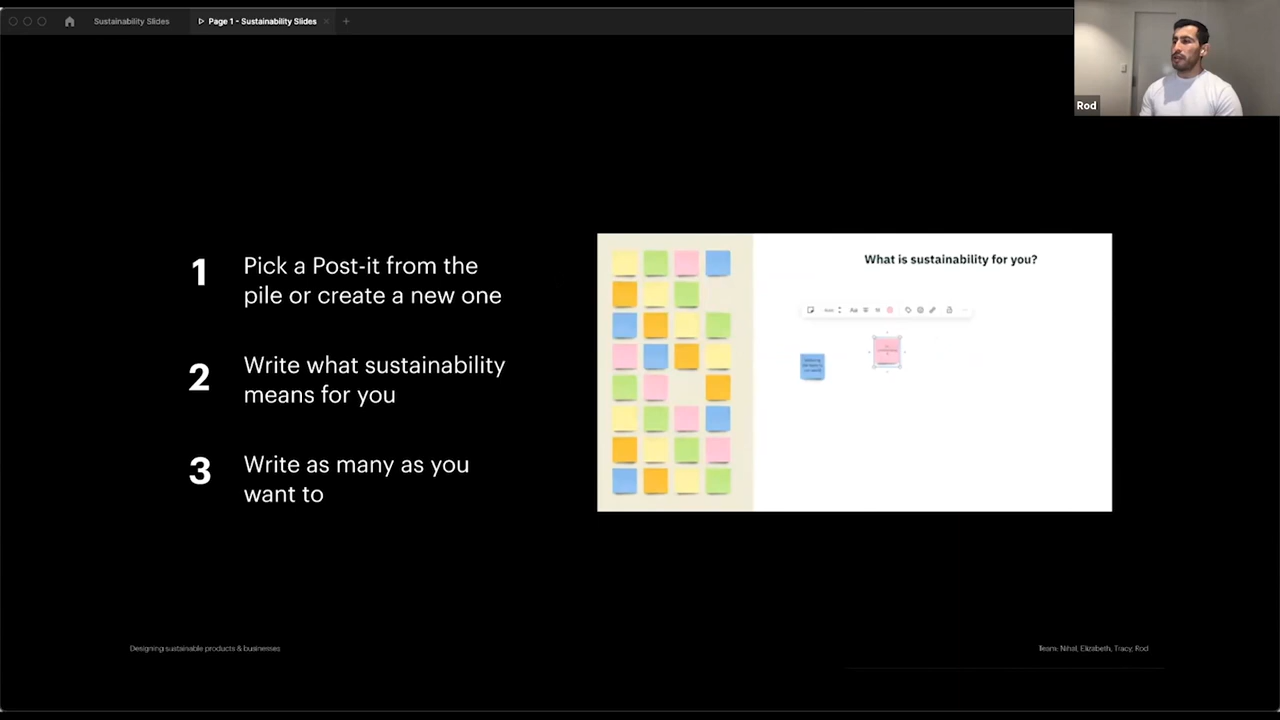 Sustainability Slides
Page 1 - Sustainability Slides
Rod
1
Pick a Post-it from the
pile or create a new one
2
Write what sustainability
means for you
3
Write as many as you
want to
What is sustainability for you?
Aa
Designing sustainable products & businesses
Team: Nihal, Elizabeth, Tracy, Rod